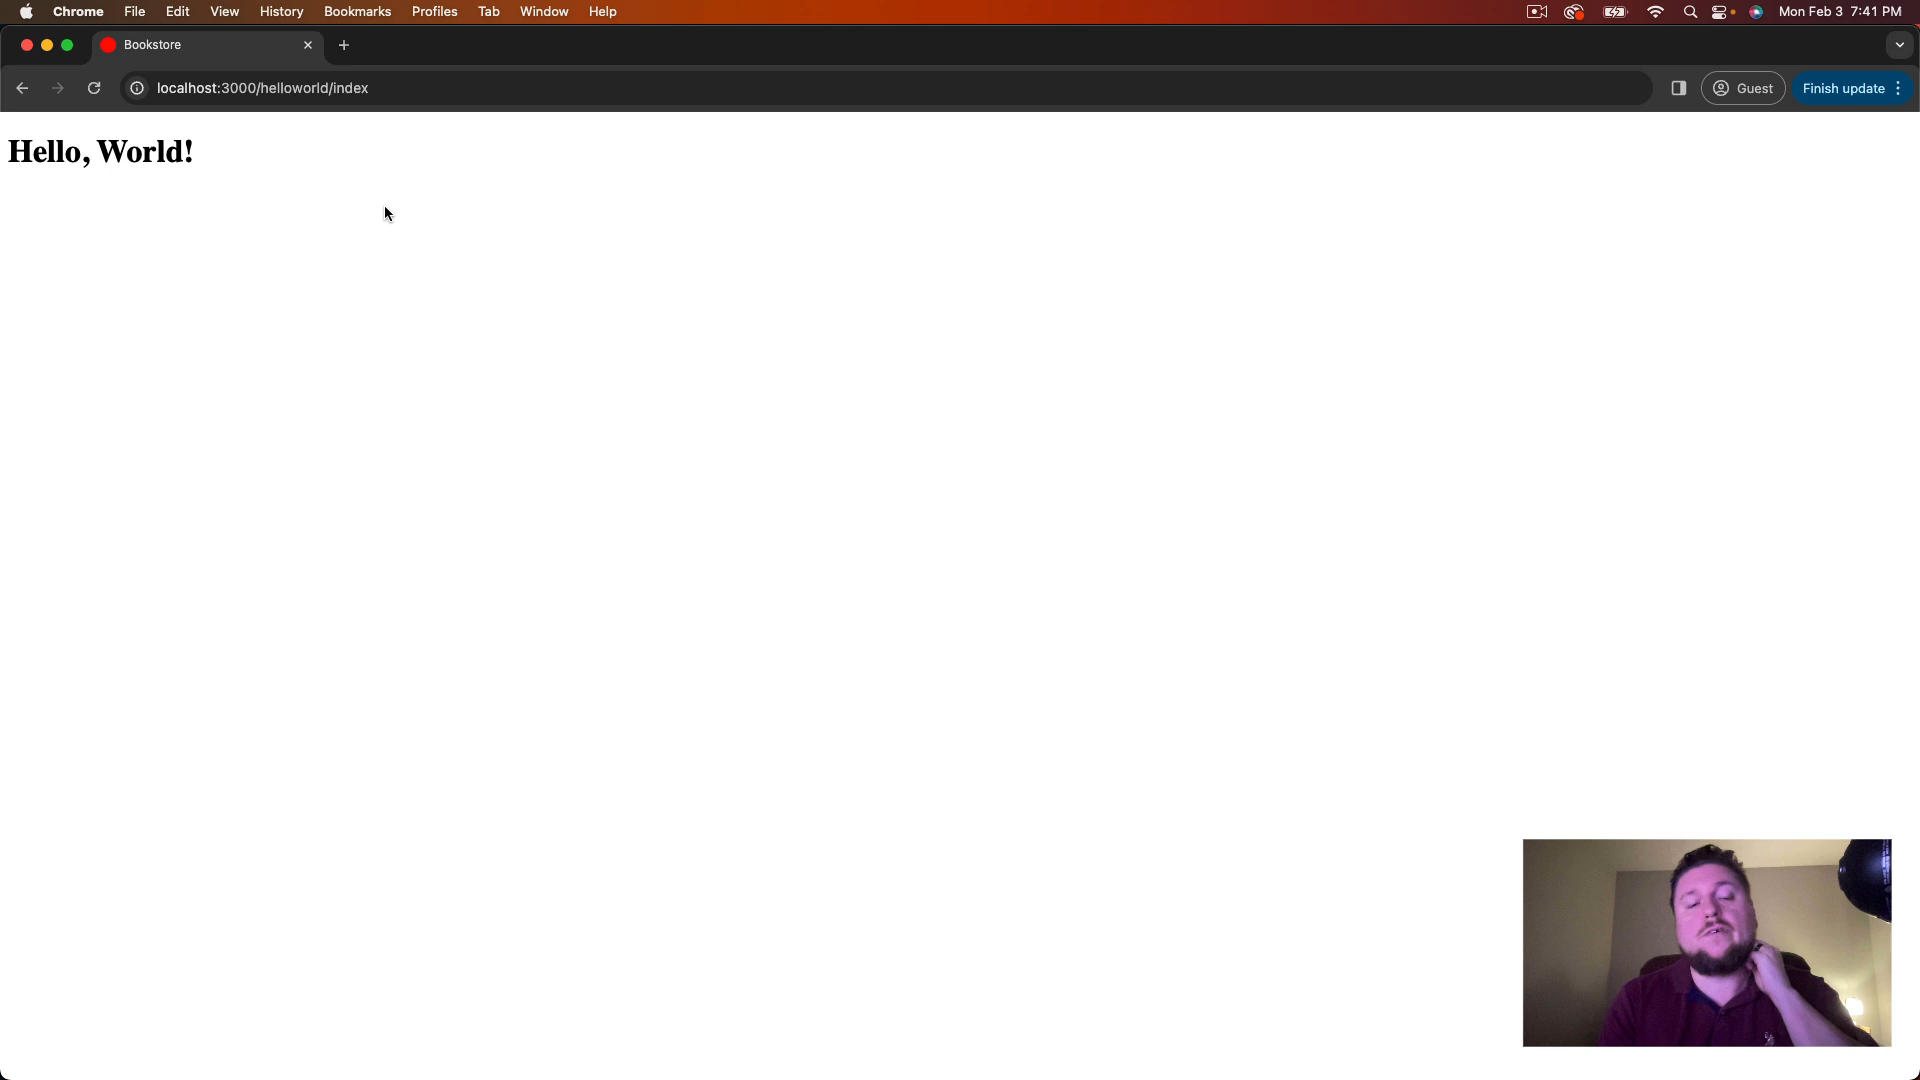 Chrome File Edit View History Bookmarks Profiles Tab Window Help Mon Feb 3 7:41 PM
Bookstore
localhost:3000/helloworld/index Guest Finish update
Hello, World!